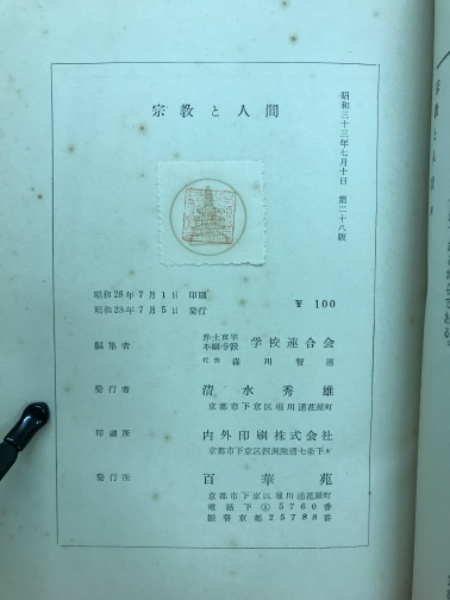 宗教と人間
昭和三十三年七月十日 第二十八版
昭和28年7月1日 印刷
昭和28年7月5日 発行
¥ 100
編集者
浄土真宗
本願寺派 学校連合会
代表 森川智徳
発行者 清水秀雄
京都市下京区堀川通花屋町
印刷所 内外印刷株式会社
京都市下京区西洞院通七条下ル
発行所 百華苑
京都市下京区堀川通花屋町
電話下⑤5760番
振替京都25788番